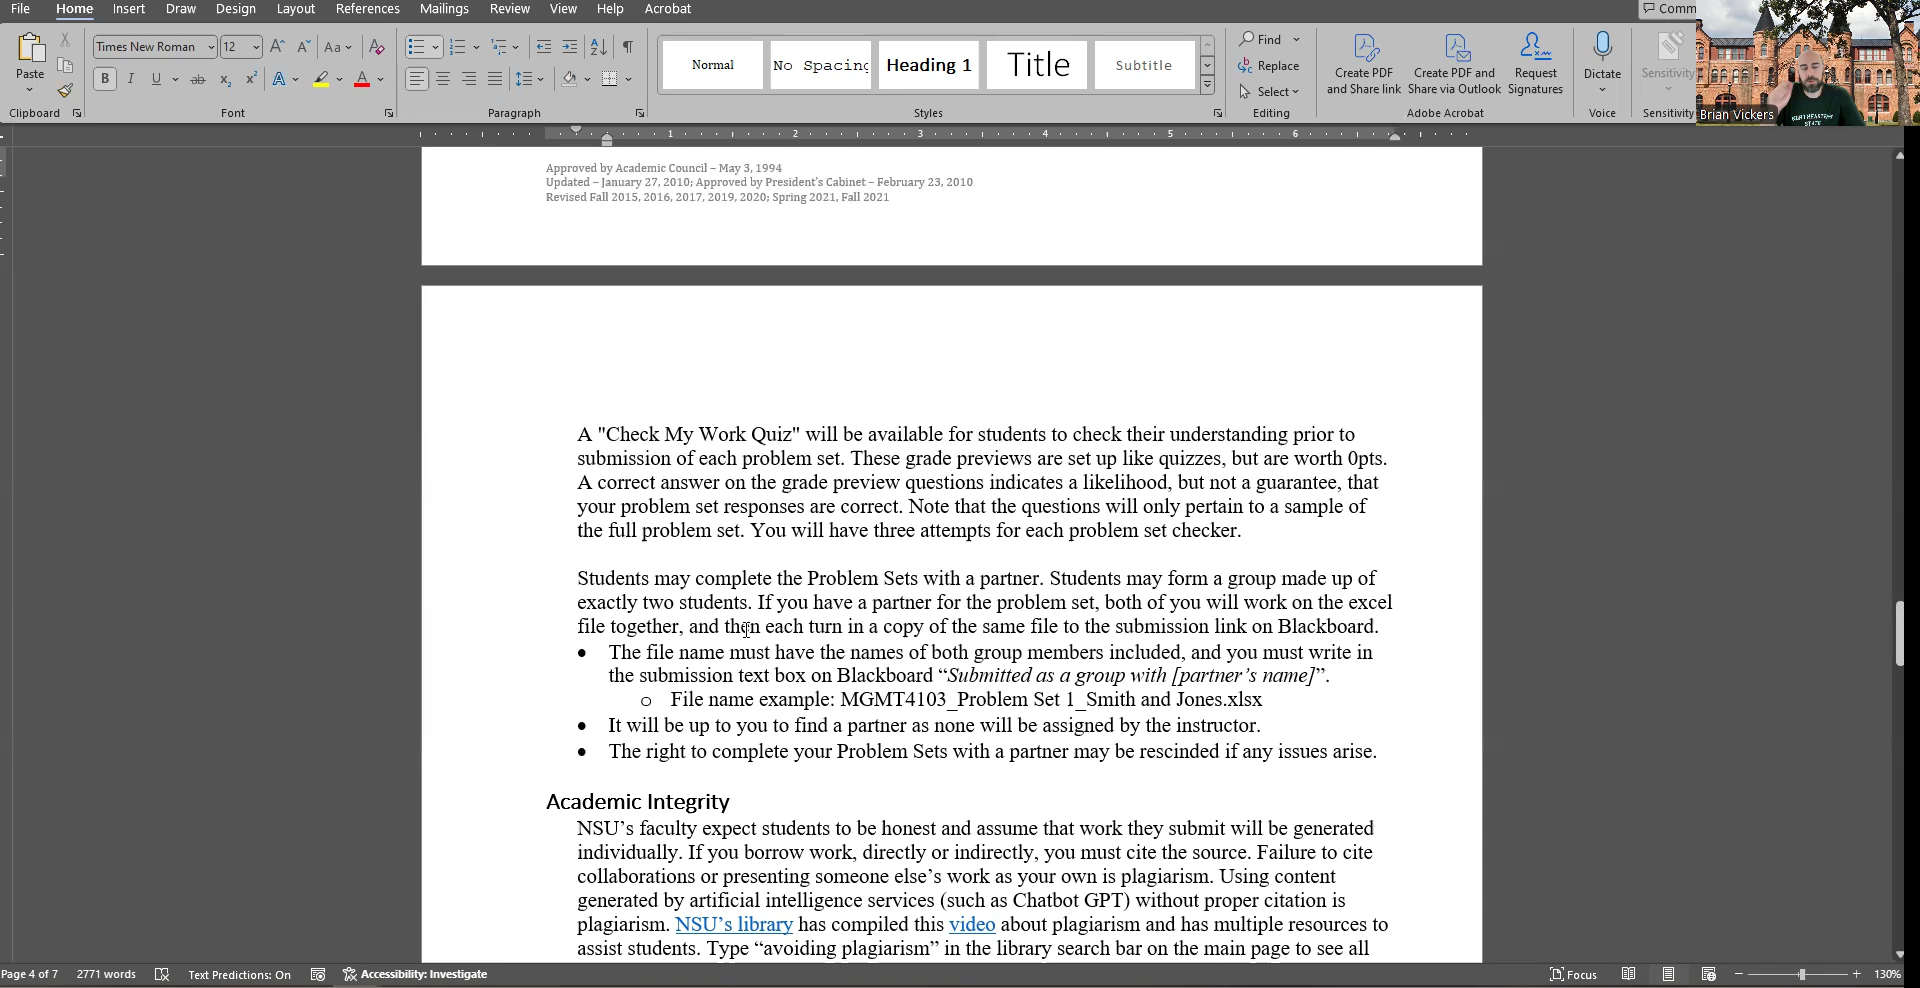 File Home Insert Draw Design Layout References Mailings Review View Help Acrobat Comm
Times New Roman 12 Aa
Paste
Normal No Spacing Heading 1 Title Subtitle
Find
Replace
Select
Create PDF and Share link
Create PDF and Share via Outlook
Request Signatures
Dictate
Sensitivity
Clipboard Font Paragraph Styles Editing Adobe Acrobat Voice Sensitivity
Brian Vickers
1 2 3 4 5 6
Approved by Academic Council – May 3, 1994
Updated – January 27, 2010; Approved by President's Cabinet – February 23, 2010
Revised Fall 2015, 2016, 2017, 2019, 2020; Spring 2021, Fall 2021
A "Check My Work Quiz" will be available for students to check their understanding prior to
submission of each problem set. These grade previews are set up like quizzes, but are worth 0pts.
A correct answer on the grade preview questions indicates a likelihood, but not a guarantee, that
your problem set responses are correct. Note that the questions will only pertain to a sample of
the full problem set. You will have three attempts for each problem set checker.
Students may complete the Problem Sets with a partner. Students may form a group made up of
exactly two students. If you have a partner for the problem set, both of you will work on the excel
file together, and then each turn in a copy of the same file to the submission link on Blackboard.
• The file name must have the names of both group members included, and you must write in
the submission text box on Blackboard “Submitted as a group with [partner’s name]”.
o File name example: MGMT4103_Problem Set 1_Smith and Jones.xlsx
• It will be up to you to find a partner as none will be assigned by the instructor.
• The right to complete your Problem Sets with a partner may be rescinded if any issues arise.
Academic Integrity
NSU’s faculty expect students to be honest and assume that work they submit will be generated
individually. If you borrow work, directly or indirectly, you must cite the source. Failure to cite
collaborations or presenting someone else’s work as your own is plagiarism. Using content
generated by artificial intelligence services (such as Chatbot GPT) without proper citation is
plagiarism. NSU’s library has compiled this video about plagiarism and has multiple resources to
assist students. Type “avoiding plagiarism” in the library search bar on the main page to see all
Page 4 of 7 2771 words Text Predictions: On Accessibility: Investigate Focus 130%